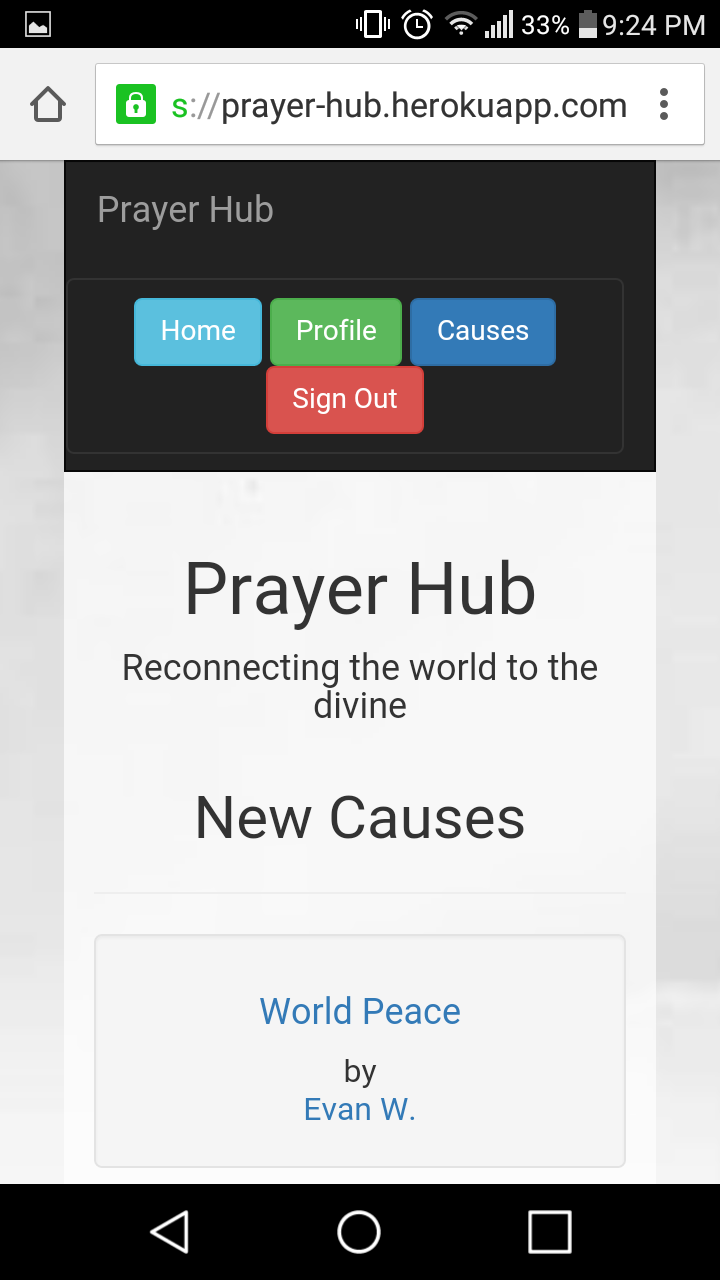 33% 9:24 PM
s://prayer-hub.herokuapp.com
Prayer Hub
Home Profile Causes
Sign Out
Prayer Hub
Reconnecting the world to the
divine
New Causes
World Peace
by
Evan W.